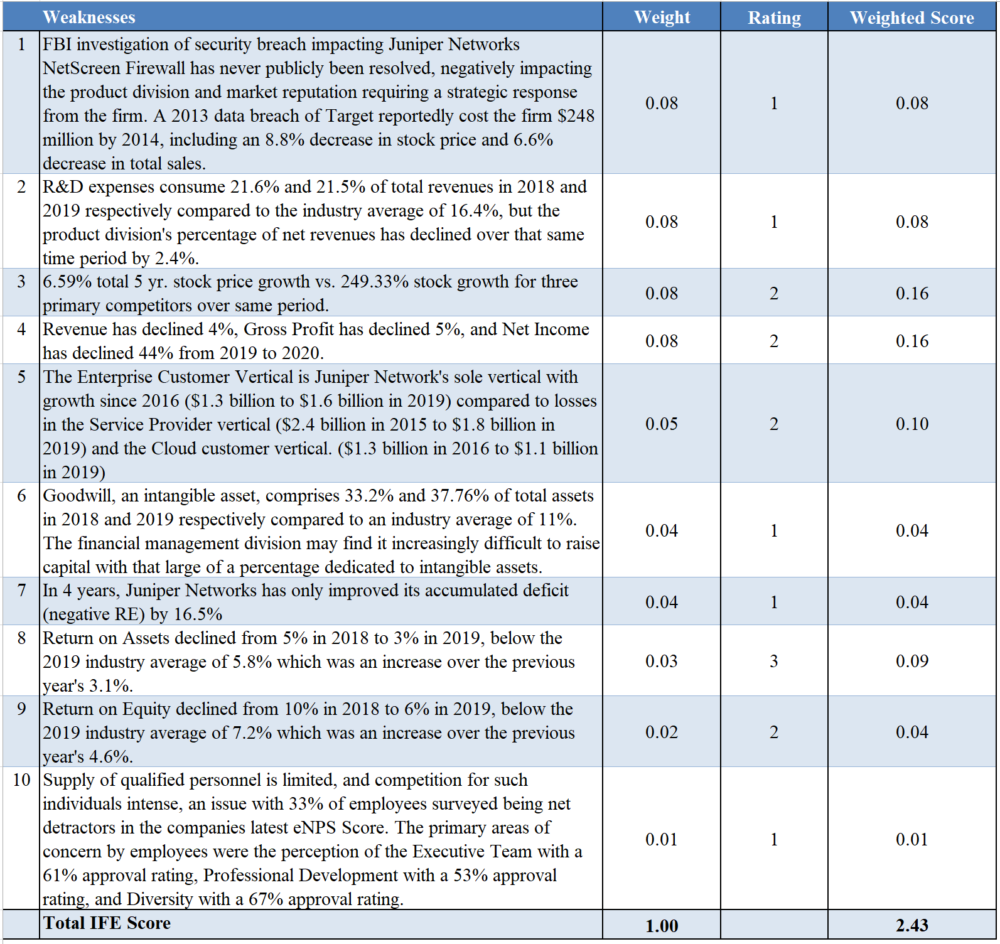 Weaknesses Weight Rating Weighted Score
1 FBI investigation of security breach impacting Juniper Networks
NetScreen Firewall has never publicly been resolved, negatively impacting
the product division and market reputation requiring a strategic response
from the firm. A 2013 data breach of Target reportedly cost the firm $248
million by 2014, including an 8.8% decrease in stock price and 6.6%
decrease in total sales.
0.08 1 0.08
2 R&D expenses consume 21.6% and 21.5% of total revenues in 2018 and
2019 respectively compared to the industry average of 16.4%, but the
product division's percentage of net revenues has declined over that same
time period by 2.4%.
0.08 1 0.08
3 6.59% total 5 yr. stock price growth vs. 249.33% stock growth for three
primary competitors over same period.
0.08 2 0.16
4 Revenue has declined 4%, Gross Profit has declined 5%, and Net Income
has declined 44% from 2019 to 2020.
0.08 2 0.16
5 The Enterprise Customer Vertical is Juniper Network's sole vertical with
growth since 2016 ($1.3 billion to $1.6 billion in 2019) compared to losses
in the Service Provider vertical ($2.4 billion in 2015 to $1.8 billion in
2019) and the Cloud customer vertical. ($1.3 billion in 2016 to $1.1 billion
in 2019)
0.05 2 0.10
6 Goodwill, an intangible asset, comprises 33.2% and 37.76% of total assets
in 2018 and 2019 respectively compared to an industry average of 11%.
The financial management division may find it increasingly difficult to raise
capital with that large of a percentage dedicated to intangible assets.
0.04 1 0.04
7 In 4 years, Juniper Networks has only improved its accumulated deficit
(negative RE) by 16.5%
0.04 1 0.04
8 Return on Assets declined from 5% in 2018 to 3% in 2019, below the
2019 industry average of 5.8% which was an increase over the previous
year's 3.1%.
0.03 3 0.09
9 Return on Equity declined from 10% in 2018 to 6% in 2019, below the
2019 industry average of 7.2% which was an increase over the previous
year's 4.6%.
0.02 2 0.04
10 Supply of qualified personnel is limited, and competition for such
individuals intense, an issue with 33% of employees surveyed being net
detractors in the companies latest eNPS Score. The primary areas of
concern by employees were the perception of the Executive Team with a
61% approval rating, Professional Development with a 53% approval
rating, and Diversity with a 67% approval rating.
0.01 1 0.01
Total IFE Score 1.00 2.43